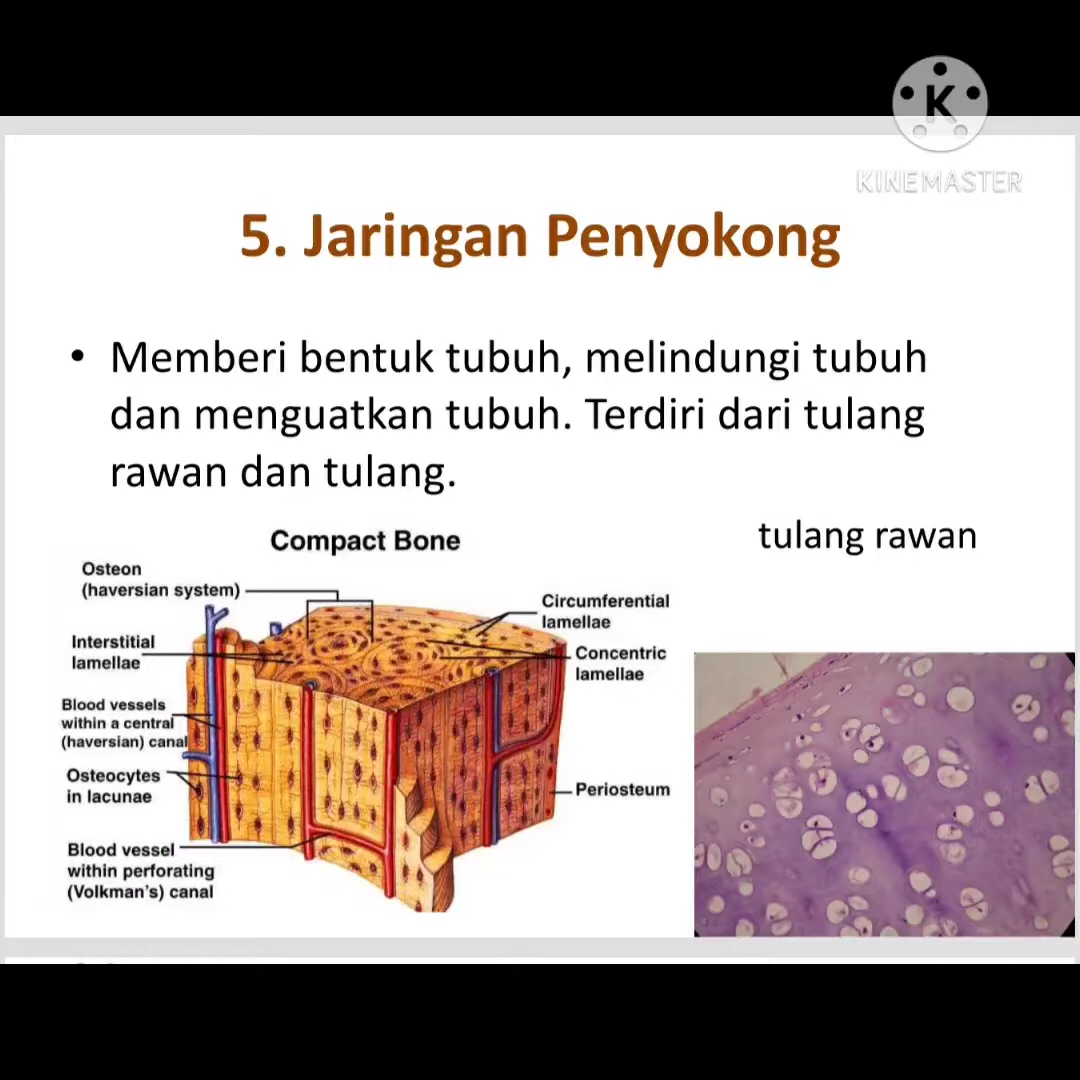 K
KINEMASTER
5. Jaringan Penyokong
• Memberi bentuk tubuh, melindungi tubuh
dan menguatkan tubuh. Terdiri dari tulang
rawan dan tulang.
tulang rawan
Compact Bone
Osteon
(haversian system)
Interstitial
lamellae
Blood vessels
within a central
(haversian) canal
Osteocytes
in lacunae
Blood vessel
within perforating
(Volkman's) canal
Circumferential
lamellae
Concentric
lamellae
Periosteum